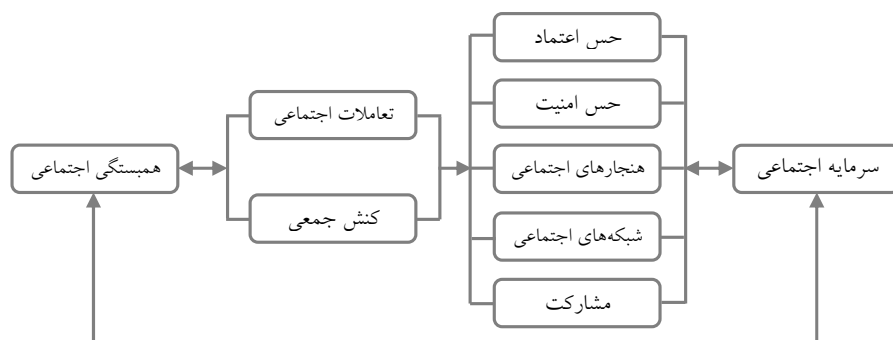 حس اعتماد
حس امنیت
تعاملات اجتماعی
سرمایه اجتماعی
هنجارهای اجتماعی
همبستگی اجتماعی
کنش جمعی
شبکه‌های اجتماعی
مشارکت